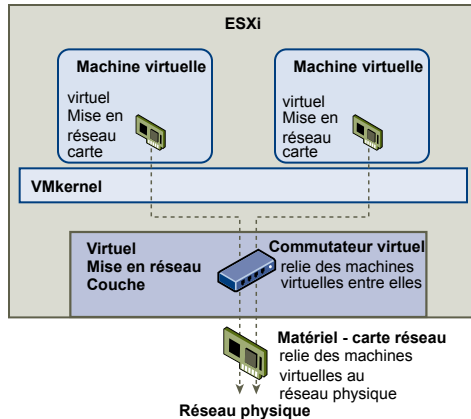 ESXi
Machine virtuelle
virtuel
Mise en
réseau
carte
Machine virtuelle
virtuel
Mise en
réseau
carte
VMkernel
Virtuel
Mise en réseau
Couche
Commutateur virtuel
relie des machines
virtuelles entre elles
Matériel - carte réseau
relie des machines
virtuelles au
réseau physique
Réseau physique